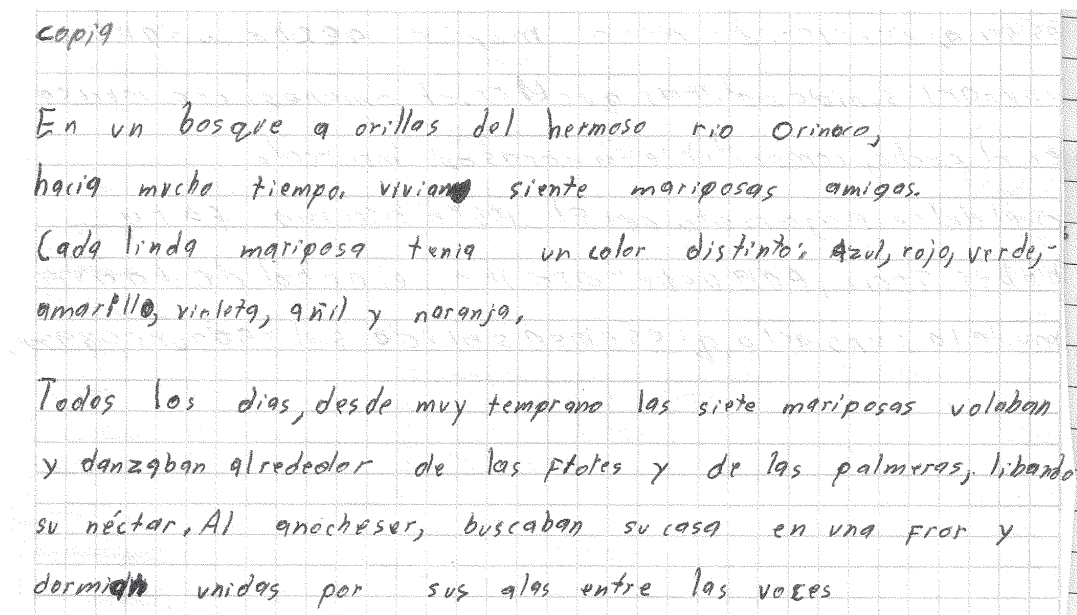 copia
En un bosque a orillas del hermoso rio Orinoco,
hacia mucho tiempo. vivian siente mariposas amigas.
Cada linda mariposa tenia un color distinto: Azul, rojo, verde,-
amarillo, vinleta, añil y naranja,
Todos los dias, desde muy temprano las siete mariposas volaban
y danzaban alrededor de las Flores y de las palmeras, libando
su néctar, Al anocheser, buscaban su casa en una Fror y
dormian unidas por sus alas entre las voces